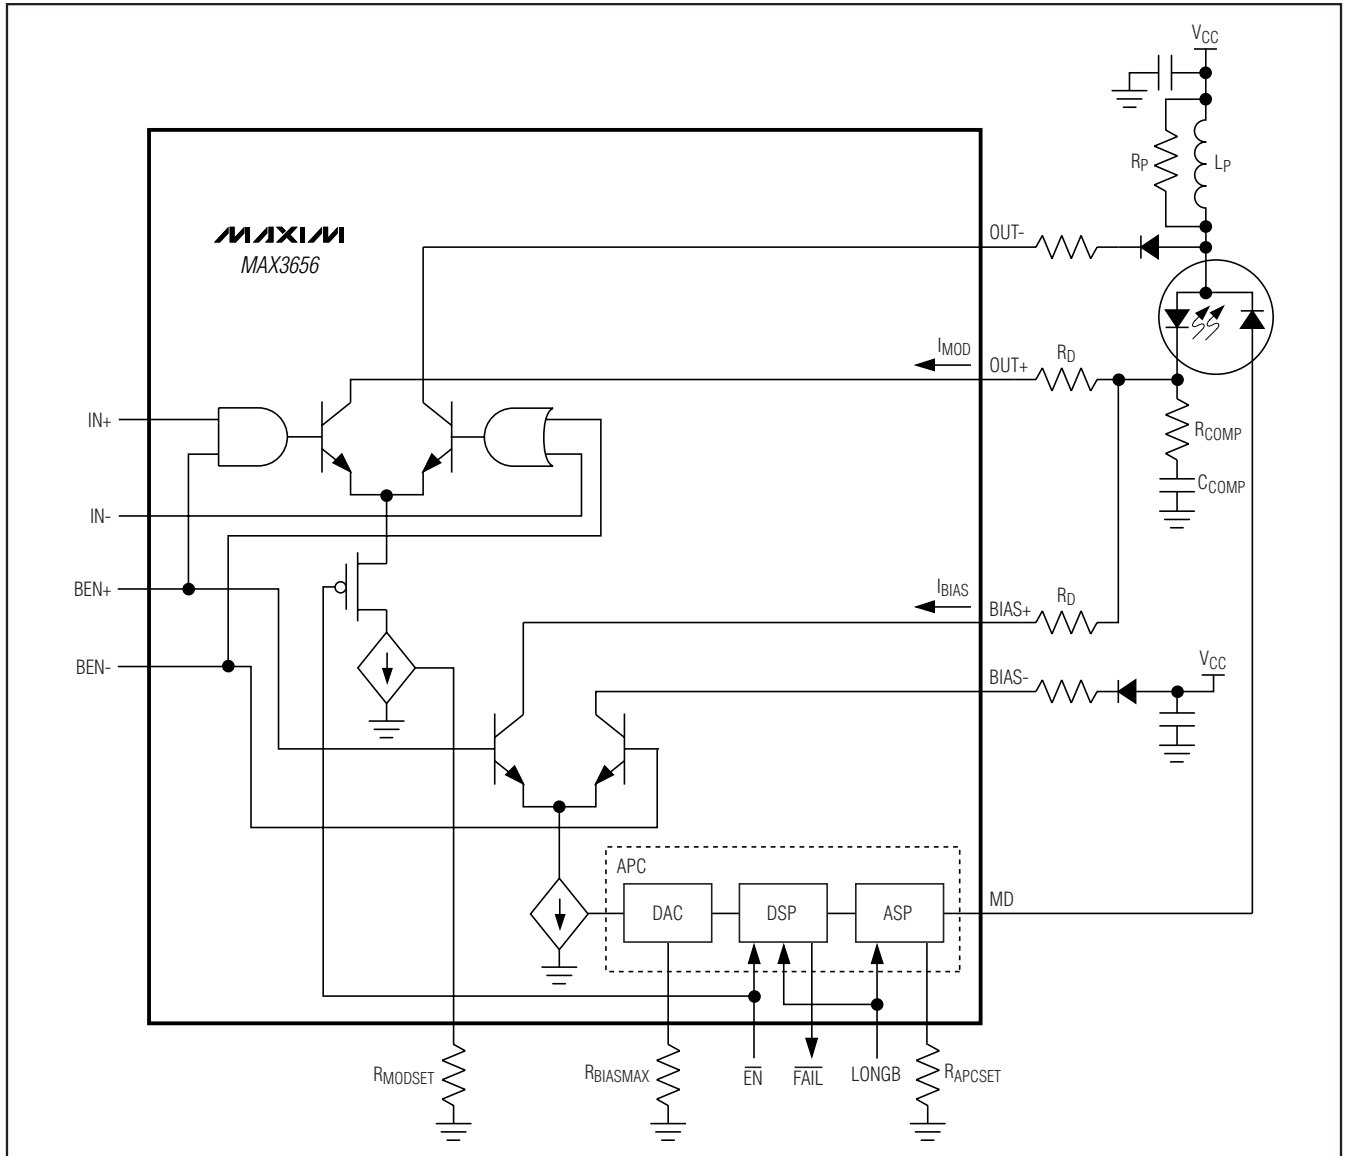 VCC
RP
LP
MAXIM
MAX3656
OUT-
IMOD
OUT+
RD
IN+
RCOMP
CCOMP
IN-
BEN+
IBIAS
BIAS+
RD
BEN-
VCC
BIAS-
APC
DAC
DSP
ASP
MD
RMODSET
RBIASMAX
EN
FAIL
LONGB
RAPCSET